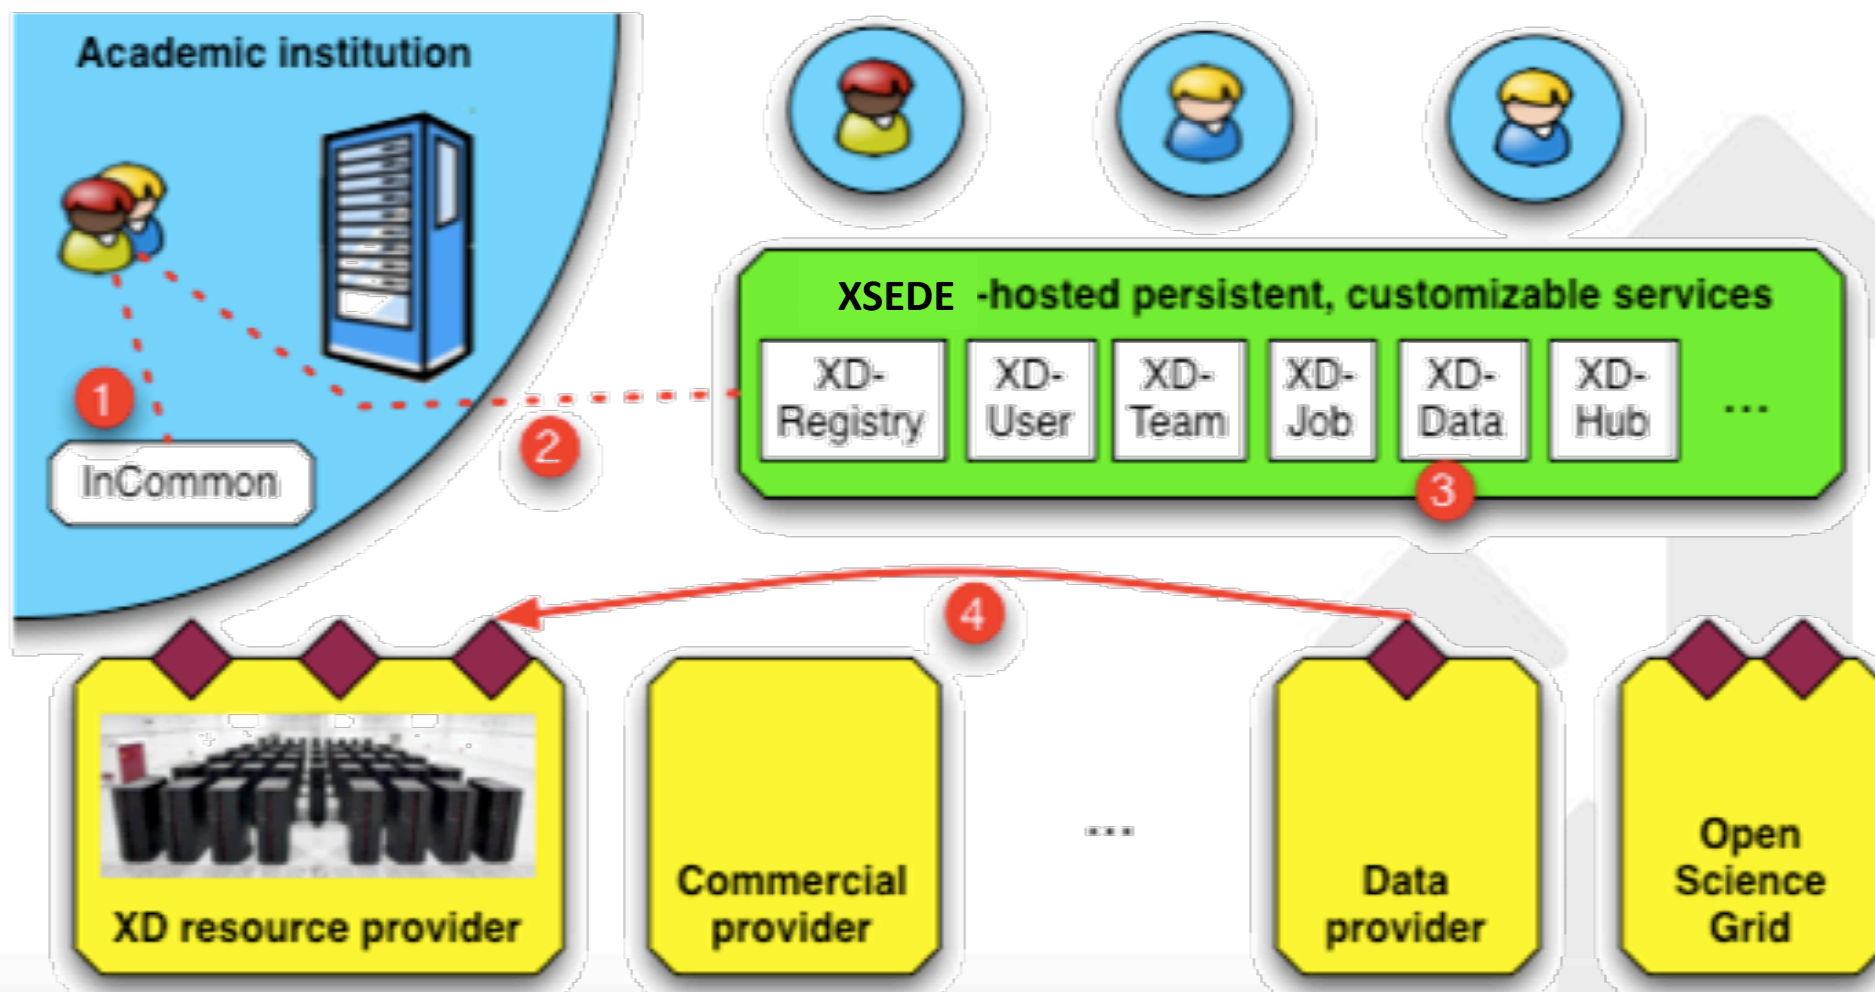 Academic institution
XSEDE -hosted persistent, customizable services
XD-
Registry
XD-
User
XD-
Team
XD-
Job
XD-
Data
XD-
Hub
...
1
InCommon
2
3
4
XD resource provider
Commercial
provider
...
Data
provider
Open
Science
Grid